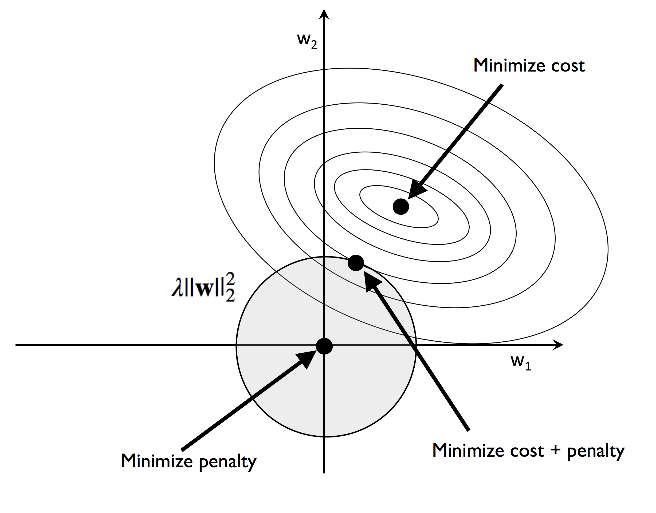 w₂
Minimize cost
λ||w||₂²
w₁
Minimize cost + penalty
Minimize penalty